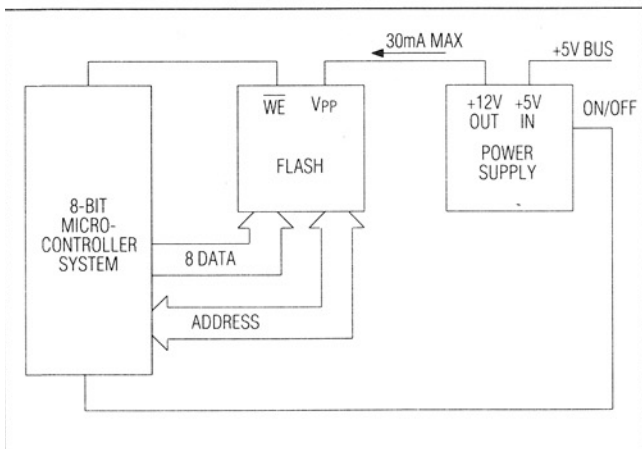 30mA MAX
+5V BUS
WE VPP
+12V +5V
OUT IN
ON/OFF
FLASH
POWER
SUPPLY
8-BIT
MICRO-
CONTROLLER
SYSTEM
8 DATA
ADDRESS